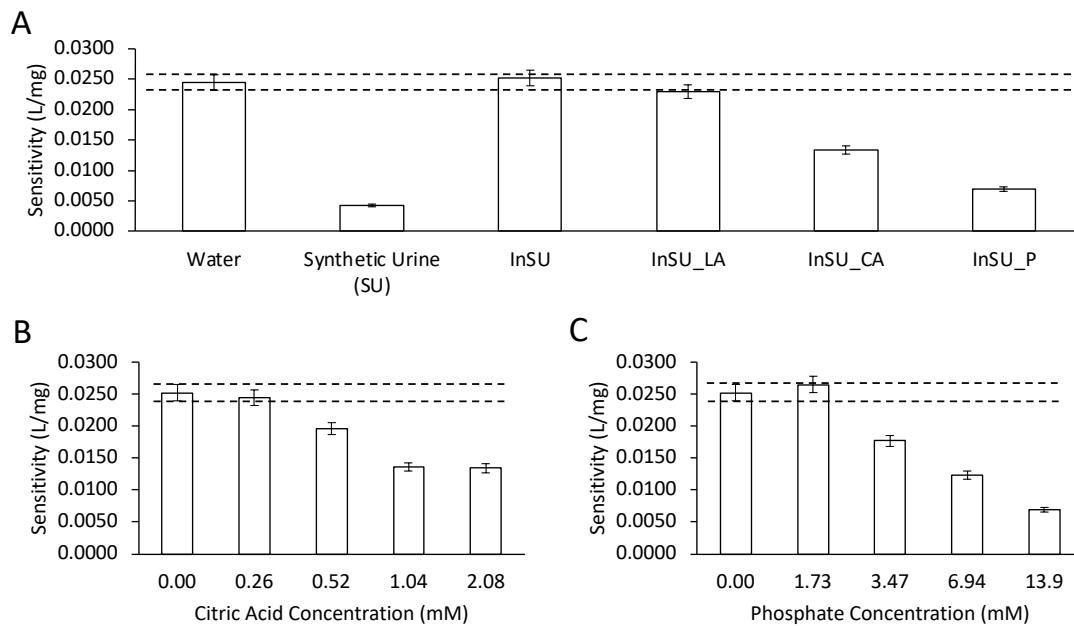 A
Sensitivity (L/mg)
0.0300
0.0250
0.0200
0.0150
0.0100
0.0050
0.0000
Water
Synthetic Urine
(SU)
InSU
InSU_LA
InSU_CA
InSU_P
B
Sensitivity (L/mg)
0.0300
0.0250
0.0200
0.0150
0.0100
0.0050
0.0000
0.00 0.26 0.52 1.04 2.08
Citric Acid Concentration (mM)
C
Sensitivity (L/mg)
0.0300
0.0250
0.0200
0.0150
0.0100
0.0050
0.0000
0.00 1.73 3.47 6.94 13.9
Phosphate Concentration (mM)